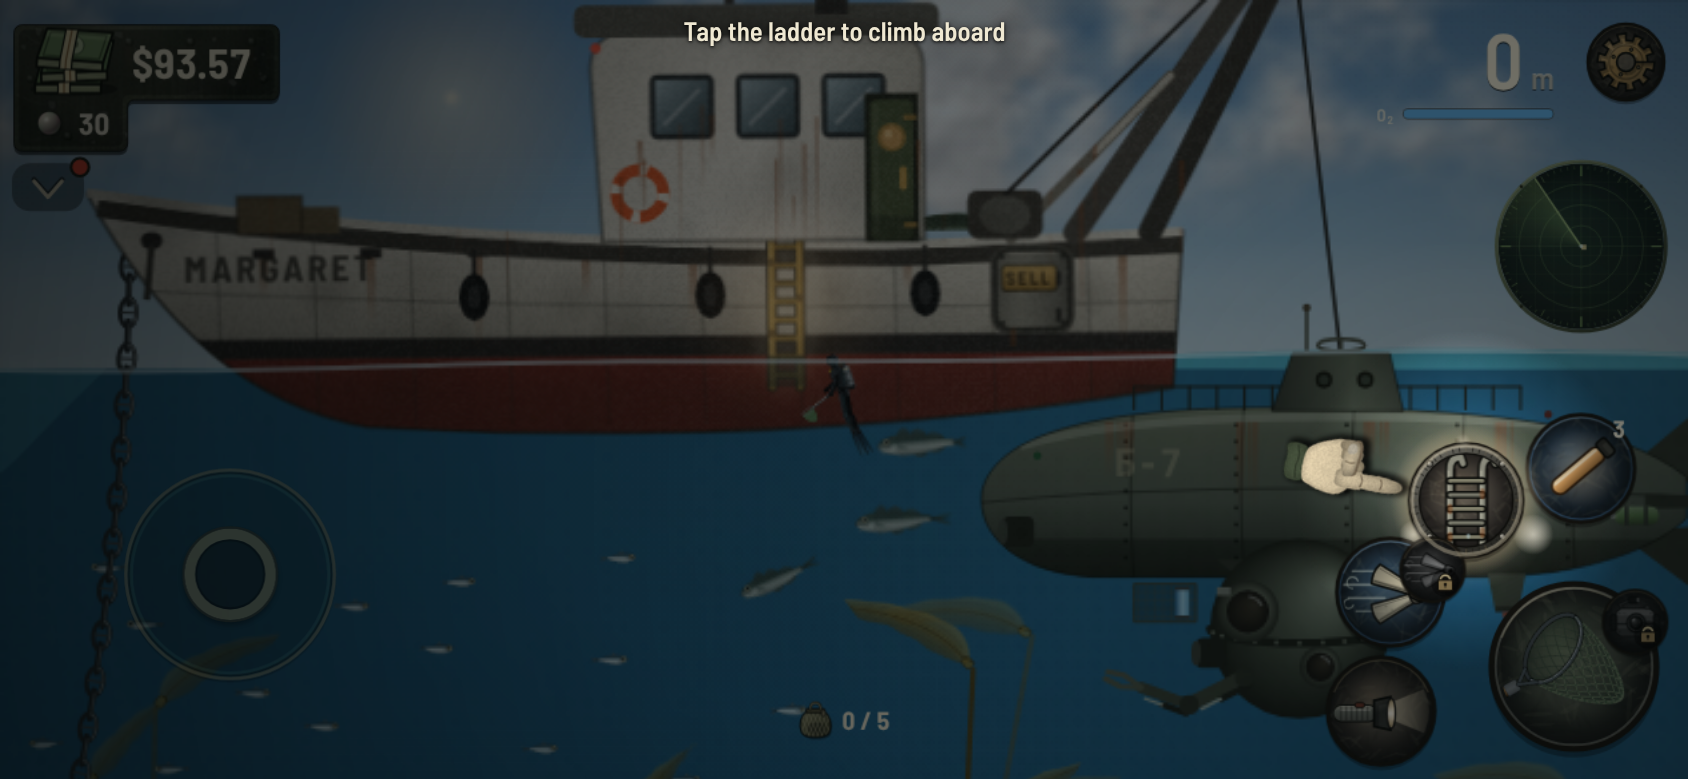 Tap the ladder to climb aboard
$93.57
30
0 m
O₂
MARGARET
SELL
B-7
3
0 / 5